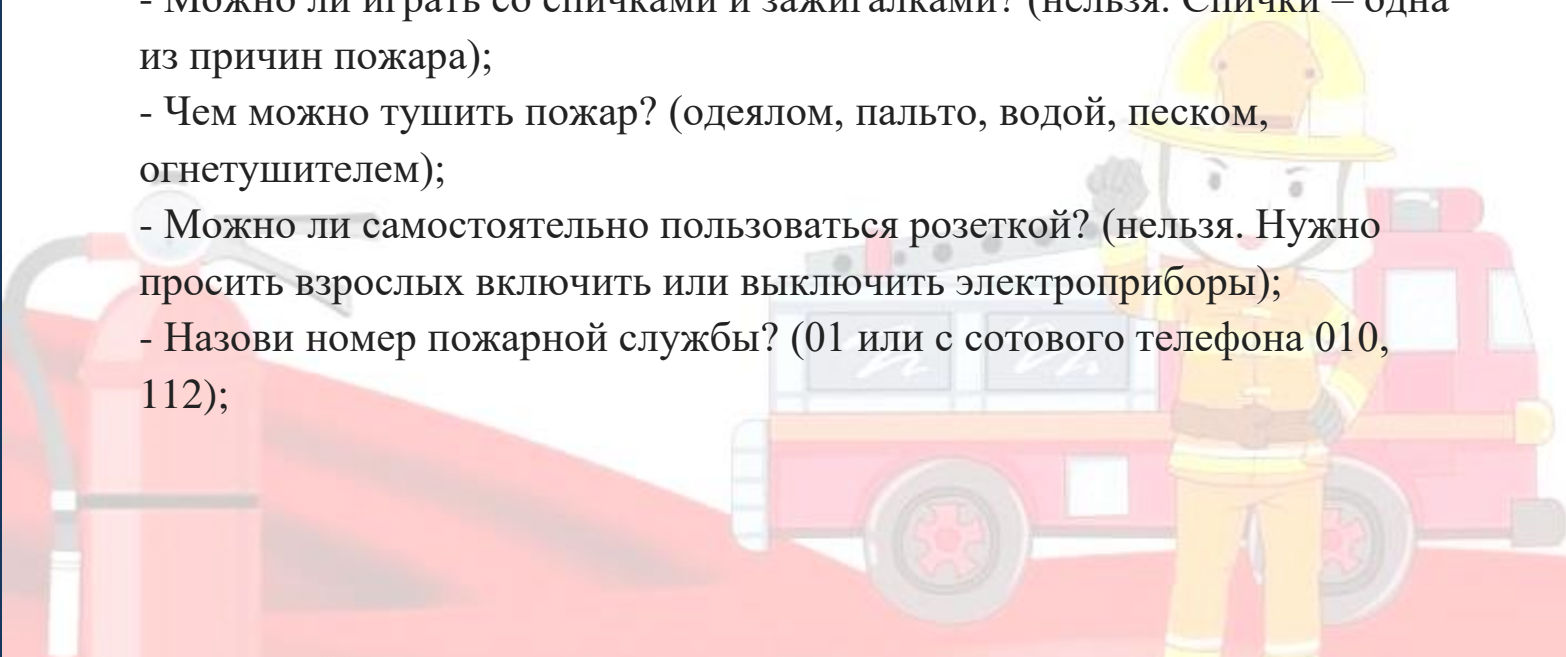 - Можно ли играть со спичками и зажигалками? (нельзя. Спички – одна
из причин пожара);
- Чем можно тушить пожар? (одеялом, пальто, водой, песком,
огнетушителем);
- Можно ли самостоятельно пользоваться розеткой? (нельзя. Нужно
просить взрослых включить или выключить электроприборы);
- Назови номер пожарной службы? (01 или с сотового телефона 010,
112);